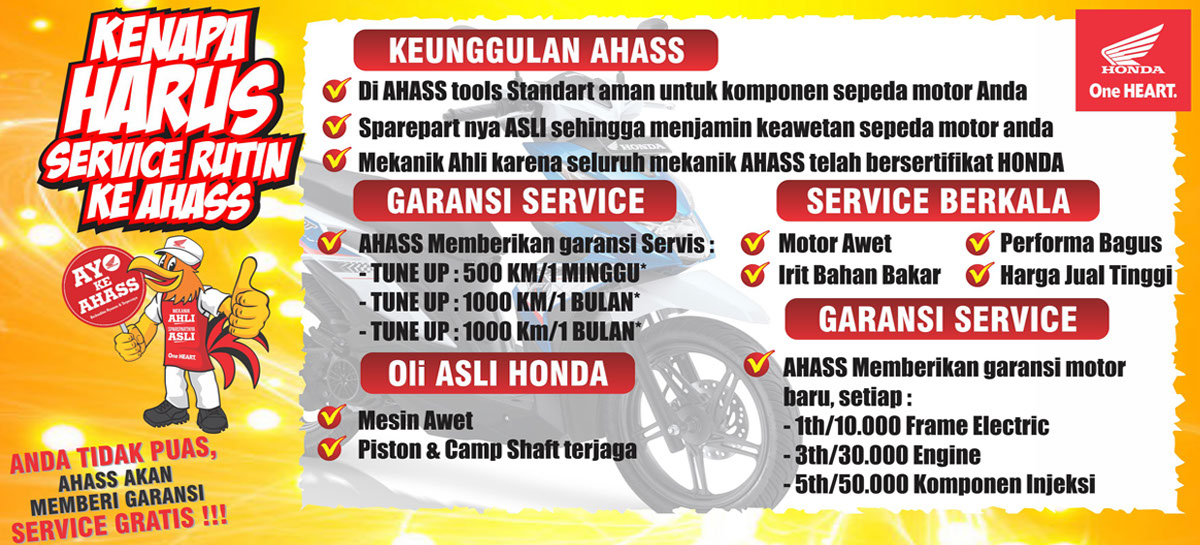 KENAPA
HARUS
SERVICE RUTIN
KE AHASS
AYO
KE
AHASS
MEKANIK
AHLI
SPAREPARTNYA
ASLI
One HEART.
ANDA TIDAK PUAS,
AHASS AKAN
MEMBERI GARANSI
SERVICE GRATIS !!!
KEUNGGULAN AHASS
Di AHASS tools Standart aman untuk komponen sepeda motor Anda
Sparepart nya ASLI sehingga menjamin keawetan sepeda motor anda
Mekanik Ahli karena seluruh mekanik AHASS telah bersertifikat HONDA
GARANSI SERVICE
AHASS Memberikan garansi Servis :
- TUNE UP : 500 KM/1 MINGGU*
- TUNE UP : 1000 KM/1 BULAN*
- TUNE UP : 1000 Km/1 BULAN*
Oli ASLI HONDA
Mesin Awet
Piston & Camp Shaft terjaga
SERVICE BERKALA
Motor Awet
Performa Bagus
Irit Bahan Bakar
Harga Jual Tinggi
GARANSI SERVICE
AHASS Memberikan garansi motor
baru, setiap :
- 1th/10.000 Frame Electric
- 3th/30.000 Engine
- 5th/50.000 Komponen Injeksi
HONDA
One HEART.
HONDA